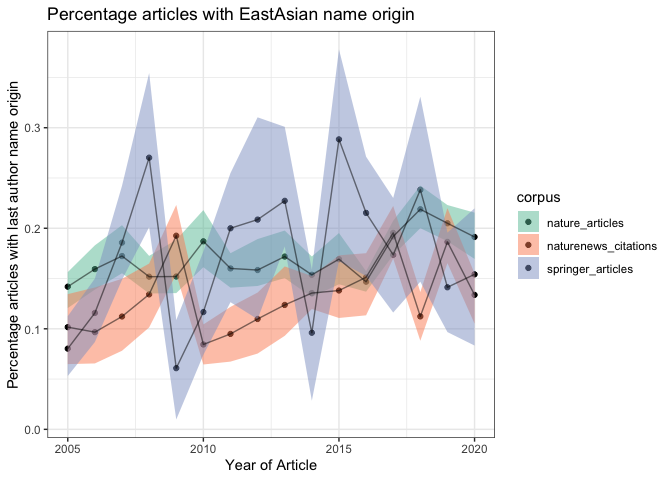 Percentage articles with EastAsian name origin
Percentage articles with last author name origin
0.3
0.2
0.1
0.0
2005
2010
2015
2020
Year of Article
corpus
nature_articles
naturenews_citations
springer_articles